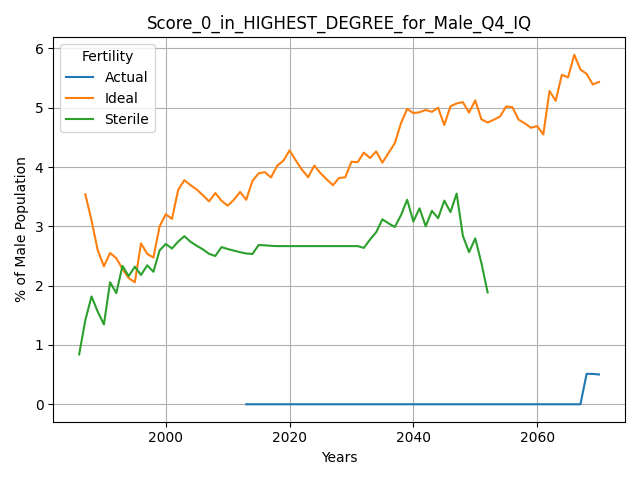 Score_0_in_HIGHEST_DEGREE_for_Male_Q4_IQ
Fertility
Actual
Ideal
Sterile
% of Male Population
6
5
4
3
2
1
0
2000 2020 2040 2060
Years